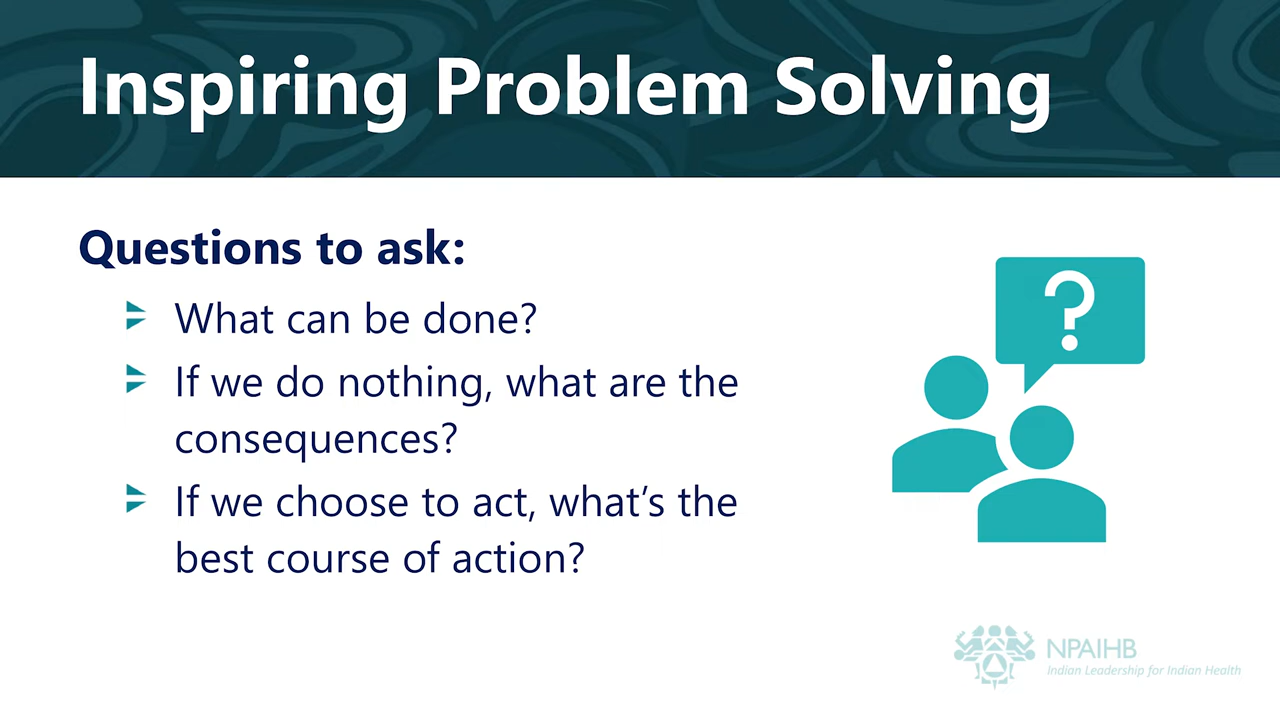 Inspiring Problem Solving
Questions to ask:
What can be done?
If we do nothing, what are the
consequences?
If we choose to act, what’s the
best course of action?
?
NPAIHB
Indian Leadership for Indian Health